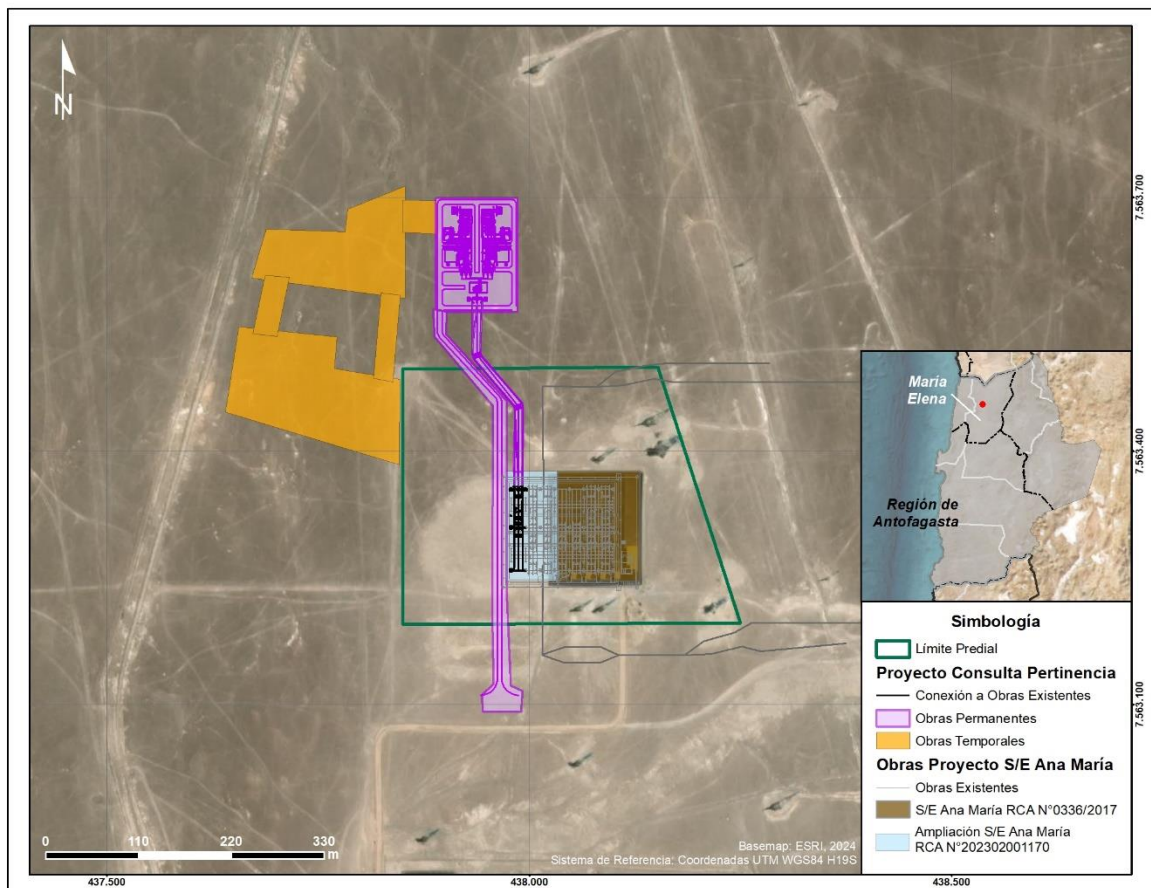 N
7.563.700
María
Elena
7.563.400
Región de
Antofagasta
Simbología
Límite Predial
Proyecto Consulta Pertinencia
Conexión a Obras Existentes
7.563.100
Obras Permanentes
Obras Temporales
Obras Proyecto S/E Ana María
Obras Existentes
S/E Ana María RCA N°0336/2017
Ampliación S/E Ana María
RCA N°202302001170
0 110 220 330
m
Basemap: ESRI, 2024
Sistema de Referencia: Coordenadas UTM WGS84 H19S
437.500 438.000 438.500